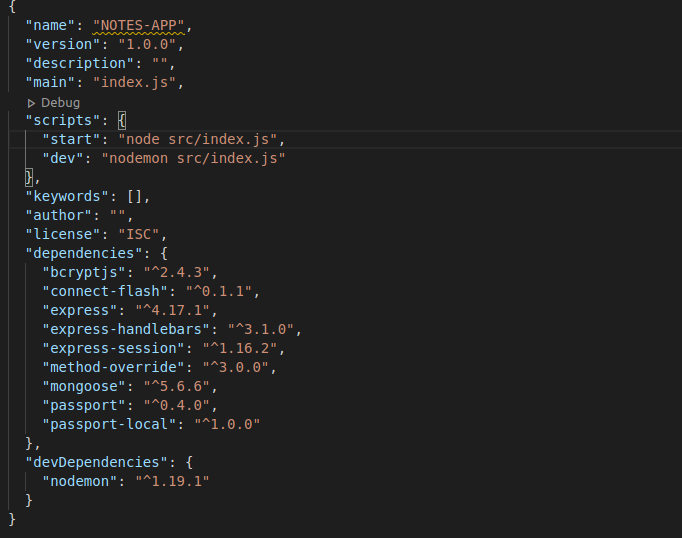 {
"name": "NOTES-APP",
"version": "1.0.0",
"description": "",
"main": "index.js",
Debug
"scripts": {
"start": "node src/index.js",
"dev": "nodemon src/index.js"
},
"keywords": [],
"author": "",
"license": "ISC",
"dependencies": {
"bcryptjs": "^2.4.3",
"connect-flash": "^0.1.1",
"express": "^4.17.1",
"express-handlebars": "^3.1.0",
"express-session": "^1.16.2",
"method-override": "^3.0.0",
"mongoose": "^5.6.6",
"passport": "^0.4.0",
"passport-local": "^1.0.0"
},
"devDependencies": {
"nodemon": "^1.19.1"
}
}